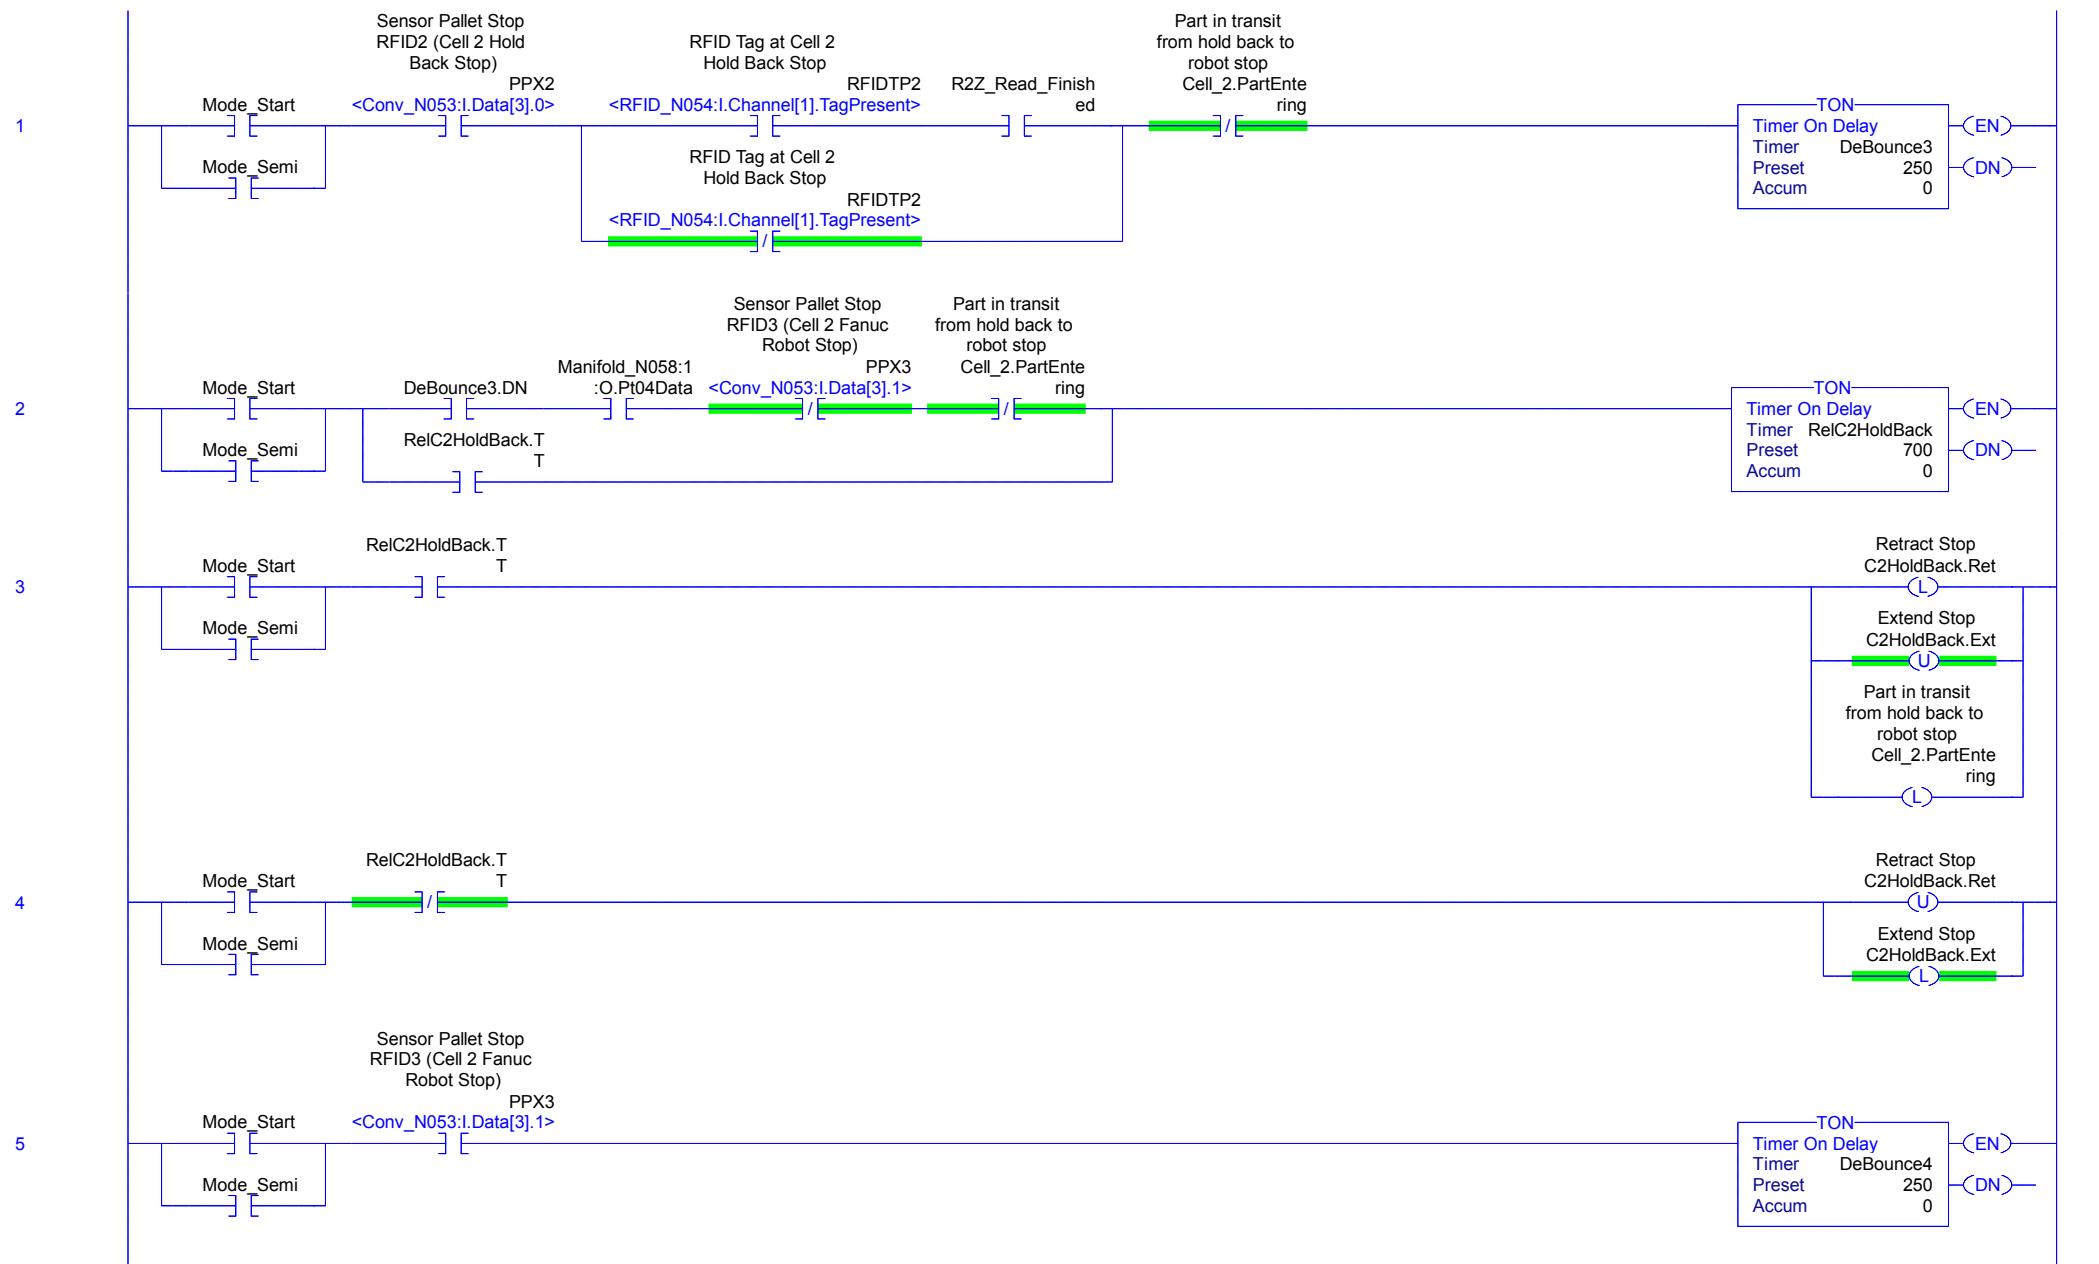 Sensor Pallet Stop
RFID2 (Cell 2 Hold
Back Stop)
PPX2
<Conv_N053:I.Data[3].0>
RFID Tag at Cell 2
Hold Back Stop
RFIDTP2
<RFID_N054:I.Channel[1].TagPresent>
R2Z_Read_Finish
ed
Part in transit
from hold back to
robot stop
Cell_2.PartEnte
ring
1
Mode_Start
Mode_Semi
RFID Tag at Cell 2
Hold Back Stop
RFIDTP2
<RFID_N054:I.Channel[1].TagPresent>
/
/
TON
Timer On Delay
Timer DeBounce3
Preset 250
Accum 0
EN
DN
2
Mode_Start
Mode_Semi
DeBounce3.DN
RelC2HoldBack.T
T
Manifold_N058:1
:O.Pt04Data
Sensor Pallet Stop
RFID3 (Cell 2 Fanuc
Robot Stop)
PPX3
<Conv_N053:I.Data[3].1>
/
Part in transit
from hold back to
robot stop
Cell_2.PartEnte
ring
/
TON
Timer On Delay
Timer RelC2HoldBack
Preset 700
Accum 0
EN
DN
3
Mode_Start
Mode_Semi
RelC2HoldBack.T
T
Retract Stop
C2HoldBack.Ret
L
Extend Stop
C2HoldBack.Ext
U
Part in transit
from hold back to
robot stop
Cell_2.PartEnte
ring
L
4
Mode_Start
Mode_Semi
RelC2HoldBack.T
T
/
Retract Stop
C2HoldBack.Ret
U
Extend Stop
C2HoldBack.Ext
L
5
Mode_Start
Mode_Semi
Sensor Pallet Stop
RFID3 (Cell 2 Fanuc
Robot Stop)
PPX3
<Conv_N053:I.Data[3].1>
TON
Timer On Delay
Timer DeBounce4
Preset 250
Accum 0
EN
DN